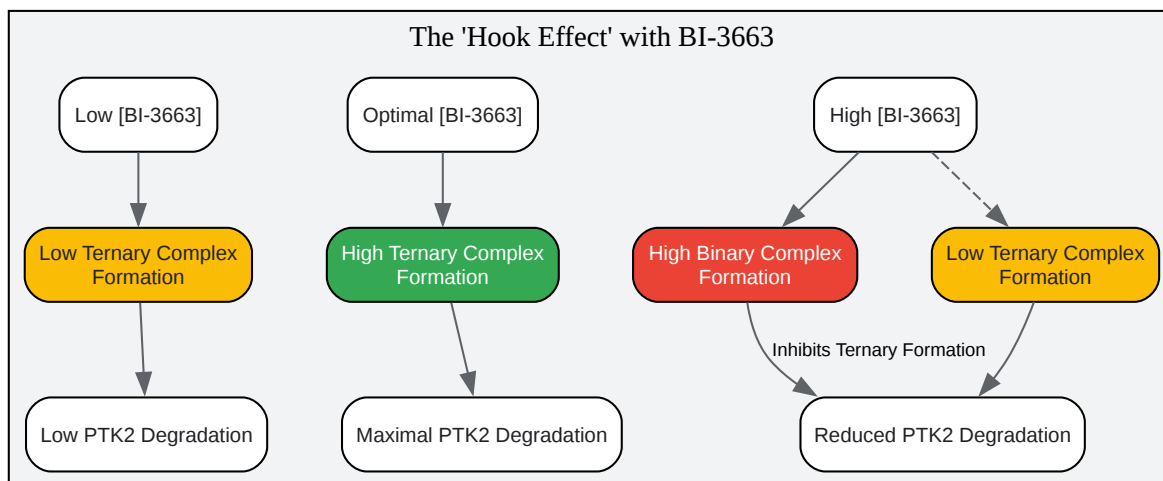 The 'Hook Effect' with BI-3663
Low [BI-3663]
Optimal [BI-3663]
High [BI-3663]
Low Ternary Complex
Formation
High Ternary Complex
Formation
High Binary Complex
Formation
Low Ternary Complex
Formation
Inhibits Ternary Formation
Low PTK2 Degradation
Maximal PTK2 Degradation
Reduced PTK2 Degradation